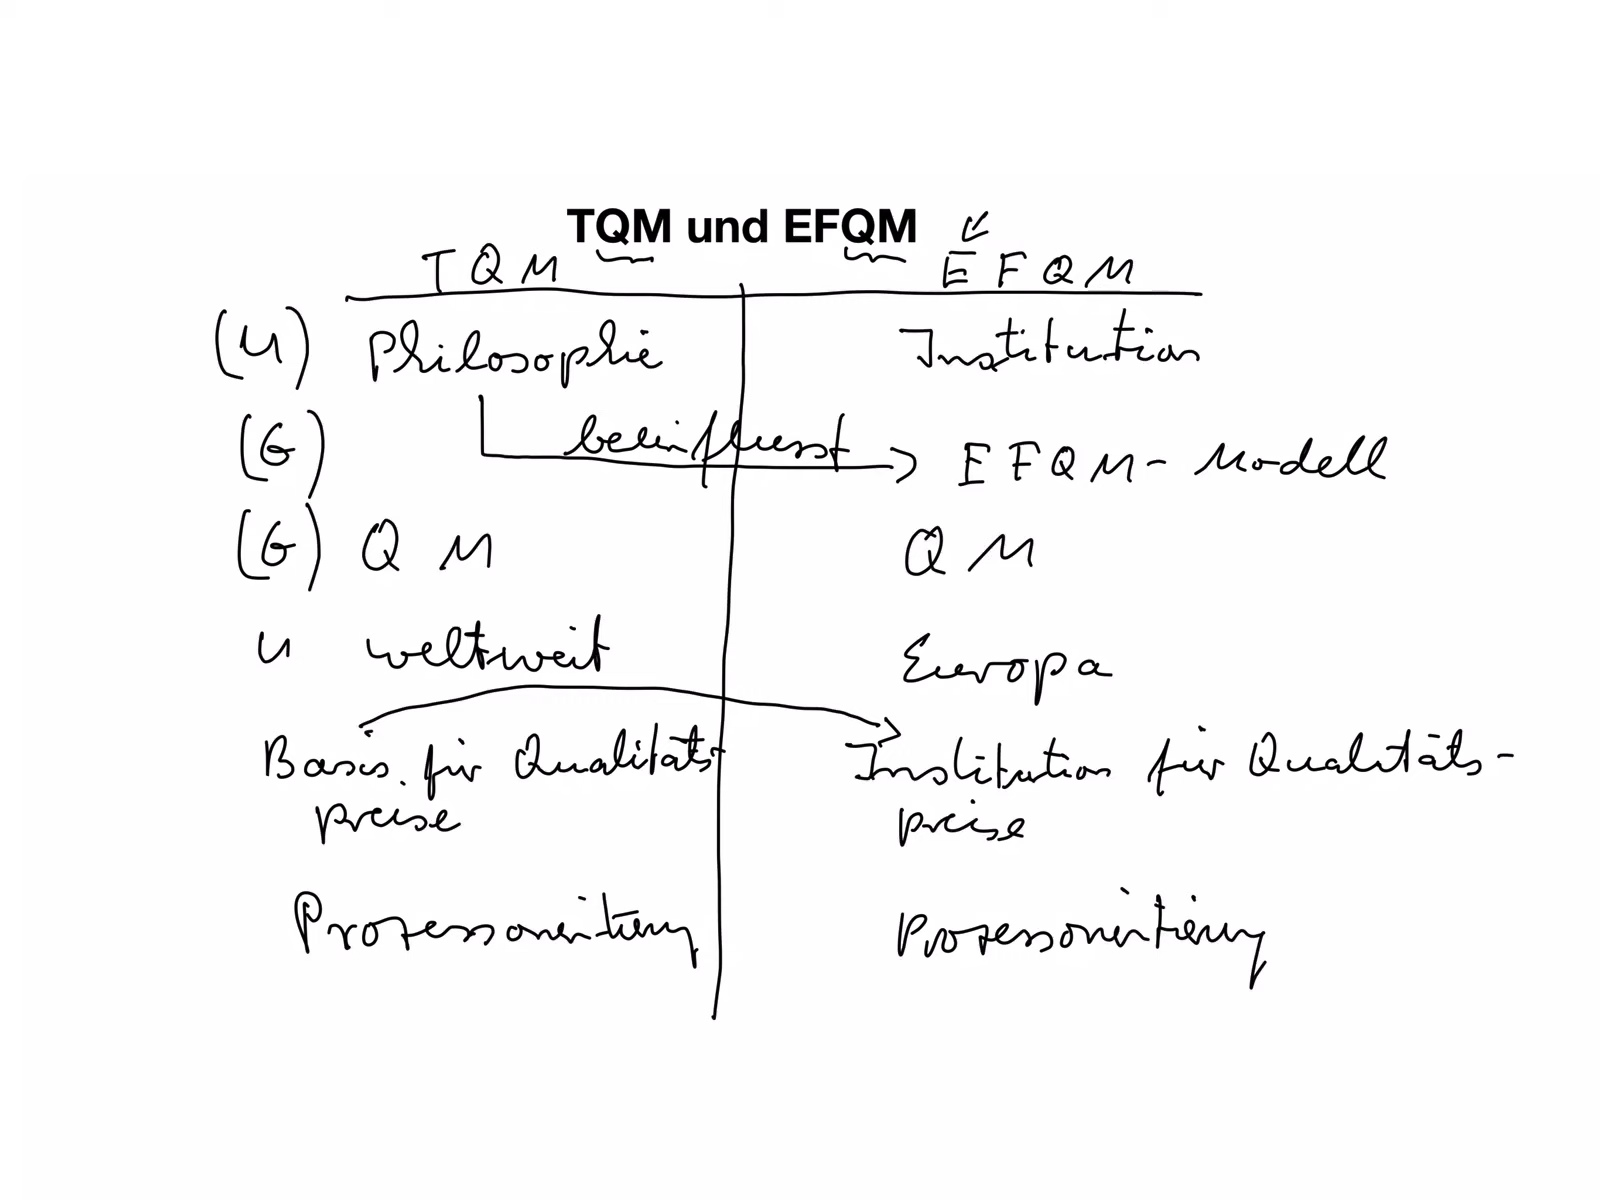 TQM und EFQM
TQM EFQM
(U) Philosophie Institution
(G) beeinflusst EFQM-Modell
(G) QM QM
U weltweit Europa
Basis für Qualitäts- Institution für Qualitäts-
preise preise
Prozessorientierung Prozessorientierung